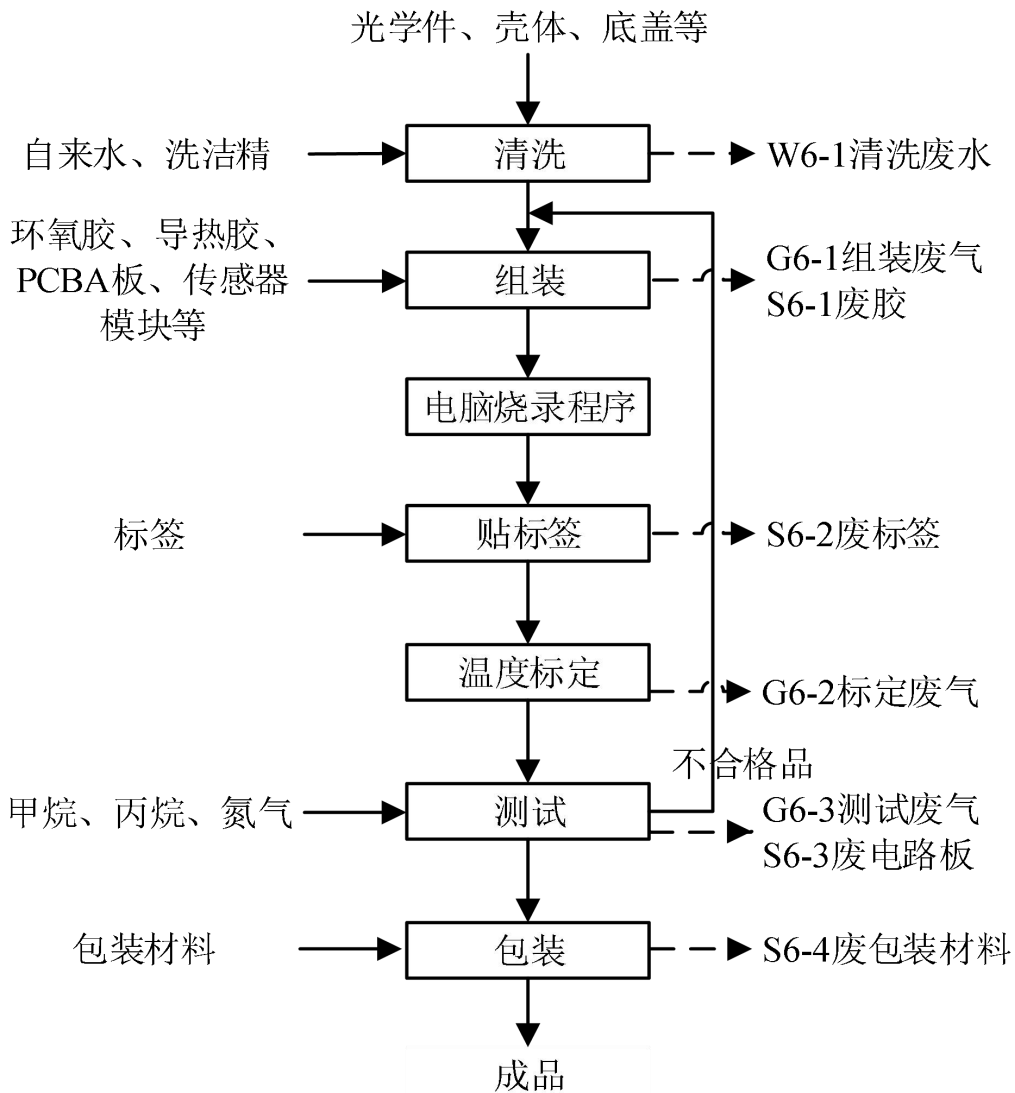 光学件、壳体、底盖等
自来水、洗洁精
清洗
W6-1清洗废水
环氧胶、导热胶、
PCBA板、传感器
模块等
组装
G6-1组装废气
S6-1废胶
电脑烧录程序
标签
贴标签
S6-2废标签
温度标定
G6-2标定废气
不合格品
甲烷、丙烷、氮气
测试
G6-3测试废气
S6-3废电路板
包装材料
包装
S6-4废包装材料
成品